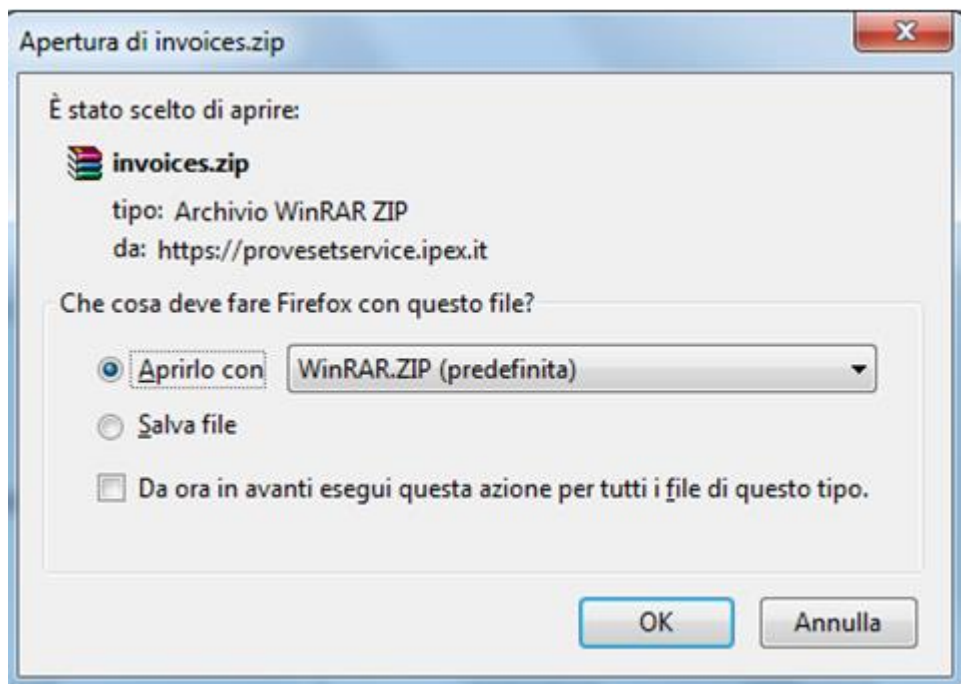 Apertura di invoices.zip
È stato scelto di aprire:
invoices.zip
tipo: Archivio WinRAR ZIP
da: https://provesetservice.ipex.it
Che cosa deve fare Firefox con questo file?
Aprirlo con WinRAR.ZIP (predefinita)
Salva file
Da ora in avanti esegui questa azione per tutti i file di questo tipo.
OK Annulla